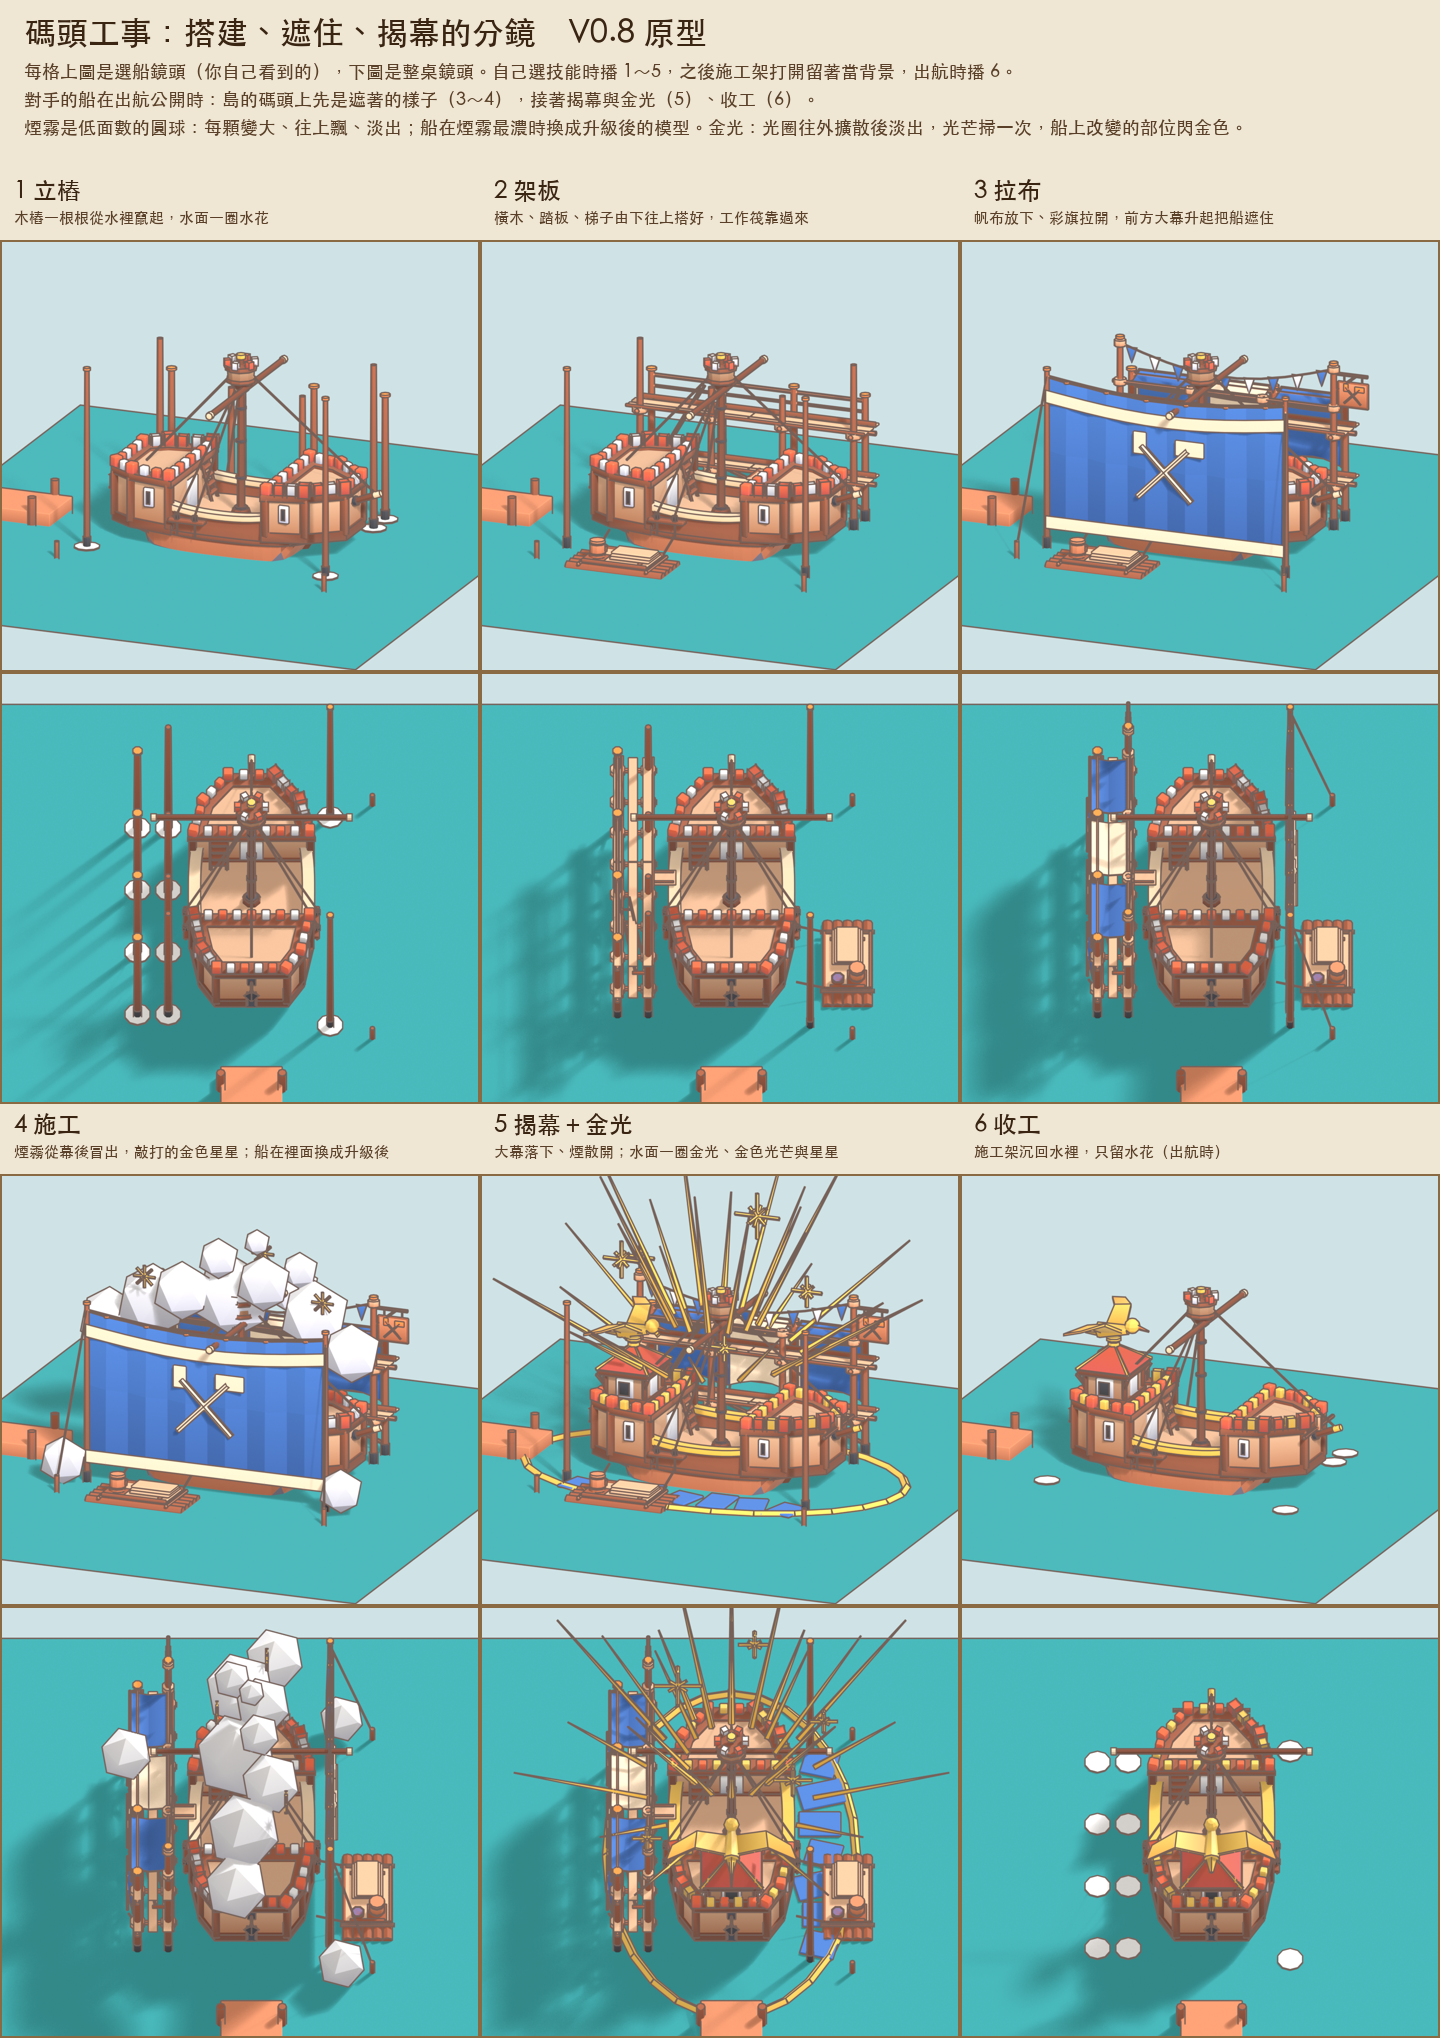 碼頭工事：搭建、遮住、揭幕的分鏡　V0.8 原型
每格上圖是選船鏡頭（你自己看到的），下圖是整桌鏡頭。自己選技能時播 1～5，之後施工架打開留著當背景，出航時播 6。
對手的船在出航公開時：島的碼頭上先是遮著的樣子（3～4），接著揭幕與金光（5）、收工（6）。
煙霧是低面數的圓球：每顆變大、往上飄、淡出；船在煙霧最濃時換成升級後的模型。金光：光圈往外擴散後淡出，光芒掃一次，船上改變的部位閃金色。
1 立樁
木樁一根根從水裡竄起，水面一圈水花
2 架板
橫木、踏板、梯子由下往上搭好，工作筏靠過來
3 拉布
帆布放下、彩旗拉開，前方大幕升起把船遮住
4 施工
煙霧從幕後冒出，敲打的金色星星；船在裡面換成升級後
5 揭幕＋金光
大幕落下、煙散開；水面一圈金光、金色光芒與星星
6 收工
施工架沉回水裡，只留水花（出航時）